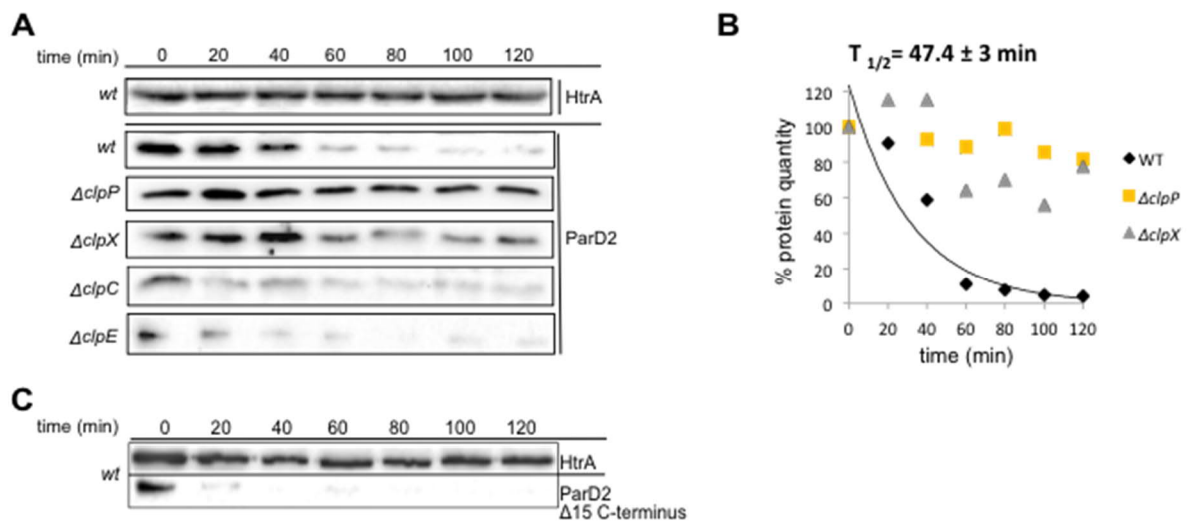 A
time (min) 0 20 40 60 80 100 120
wt HtrA
wt
ΔclpP
ΔclpX ParD2
ΔclpC
ΔclpE
B
T 1/2= 47.4 ± 3 min
% protein quantity
120
100
80
60
40
20
0
0 20 40 60 80 100 120
time (min)
WT
ΔclpP
ΔclpX
C
time (min) 0 20 40 60 80 100 120
wt
HtrA
ParD2
Δ15 C-terminus